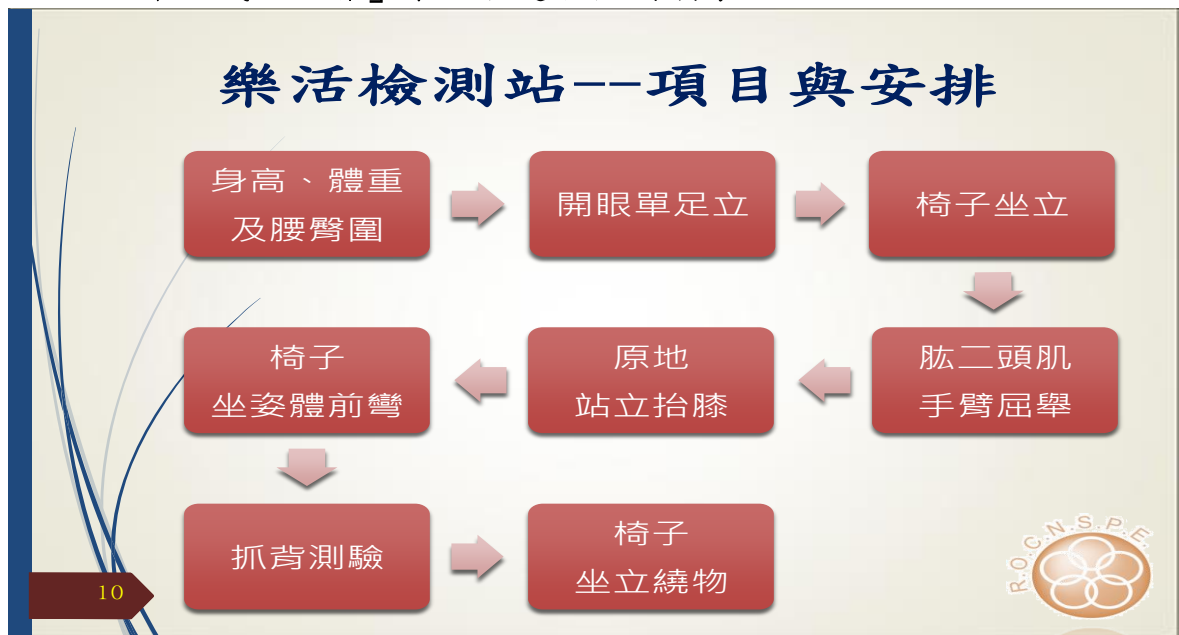 樂活檢測站--項目與安排
身高、體重
及腰臀圍
開眼單足立
椅子坐立
肱二頭肌
手臂屈舉
原地
站立抬膝
椅子
坐姿體前彎
抓背測驗
椅子
坐立繞物
10
R.O.C.N.S.P.E.